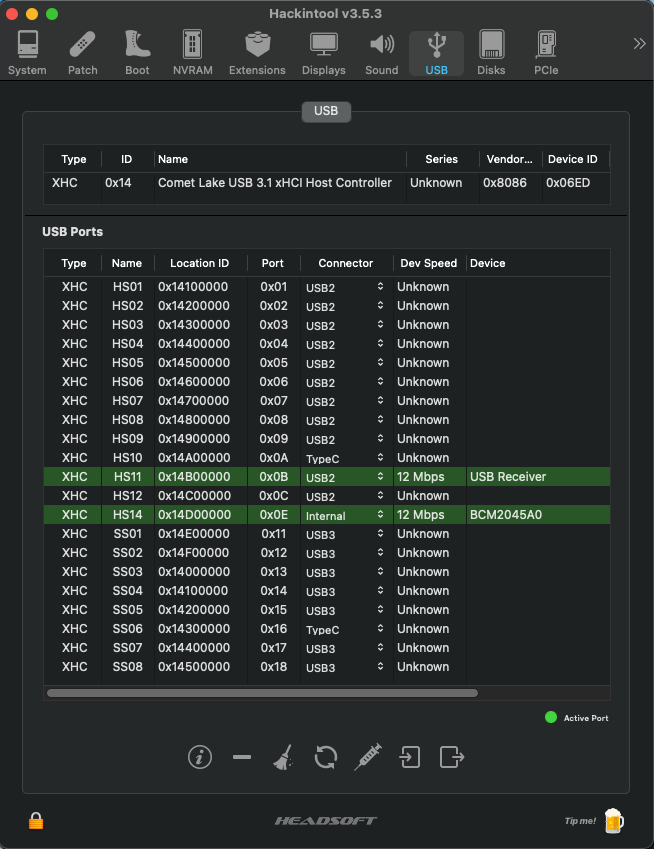 Hackintool v3.5.3
System Patch Boot NVRAM Extensions Displays Sound USB Disks PCIe
USB
Type ID Name Series Vendor... Device ID
XHC 0x14 Comet Lake USB 3.1 xHCI Host Controller Unknown 0x8086 0x06ED
USB Ports
Type Name Location ID Port Connector Dev Speed Device
XHC HS01 0x14100000 0x01 USB2 Unknown
XHC HS02 0x14200000 0x02 USB2 Unknown
XHC HS03 0x14300000 0x03 USB2 Unknown
XHC HS04 0x14400000 0x04 USB2 Unknown
XHC HS05 0x14500000 0x05 USB2 Unknown
XHC HS06 0x14600000 0x06 USB2 Unknown
XHC HS07 0x14700000 0x07 USB2 Unknown
XHC HS08 0x14800000 0x08 USB2 Unknown
XHC HS09 0x14900000 0x09 USB2 Unknown
XHC HS10 0x14A00000 0x0A TypeC Unknown
XHC HS11 0x14B00000 0x0B USB2 12 Mbps USB Receiver
XHC HS12 0x14C00000 0x0C USB2 Unknown
XHC HS14 0x14D00000 0x0E Internal 12 Mbps BCM2045A0
XHC SS01 0x14E00000 0x11 USB3 Unknown
XHC SS02 0x14F00000 0x12 USB3 Unknown
XHC SS03 0x14000000 0x13 USB3 Unknown
XHC SS04 0x14100000 0x14 USB3 Unknown
XHC SS05 0x14200000 0x15 USB3 Unknown
XHC SS06 0x14300000 0x16 TypeC Unknown
XHC SS07 0x14400000 0x17 USB3 Unknown
XHC SS08 0x14500000 0x18 USB3 Unknown
Active Port
HEADSOFT
Tip me!